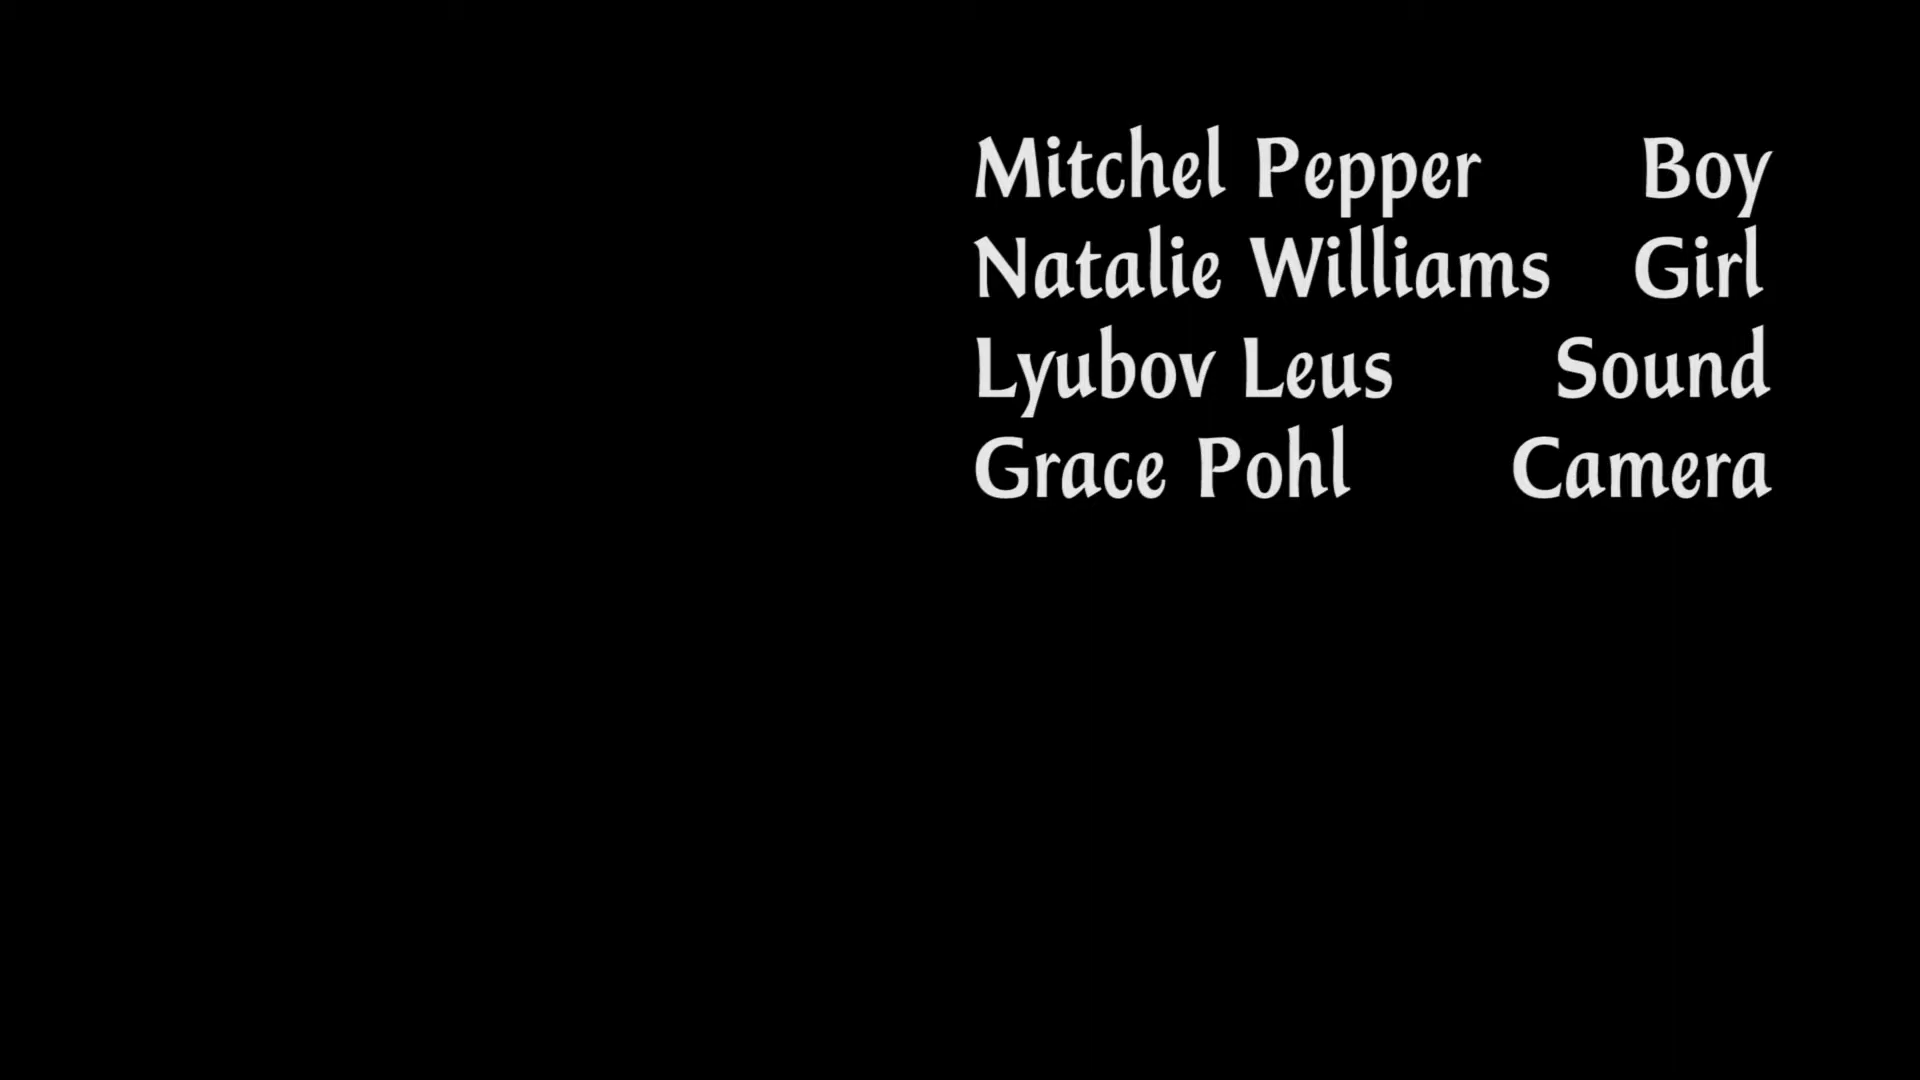 Mitchel Pepper Boy
Natalie Williams Girl
Lyubov Leus Sound
Grace Pohl Camera